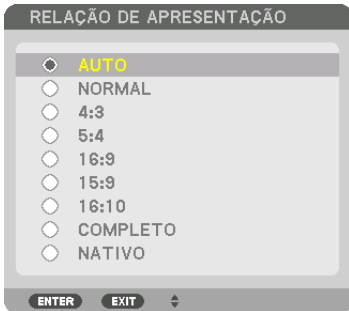 RELAÇÃO DE APRESENTAÇÃO
AUTO
NORMAL
4:3
5:4
16:9
15:9
16:10
COMPLETO
NATIVO
ENTER EXIT